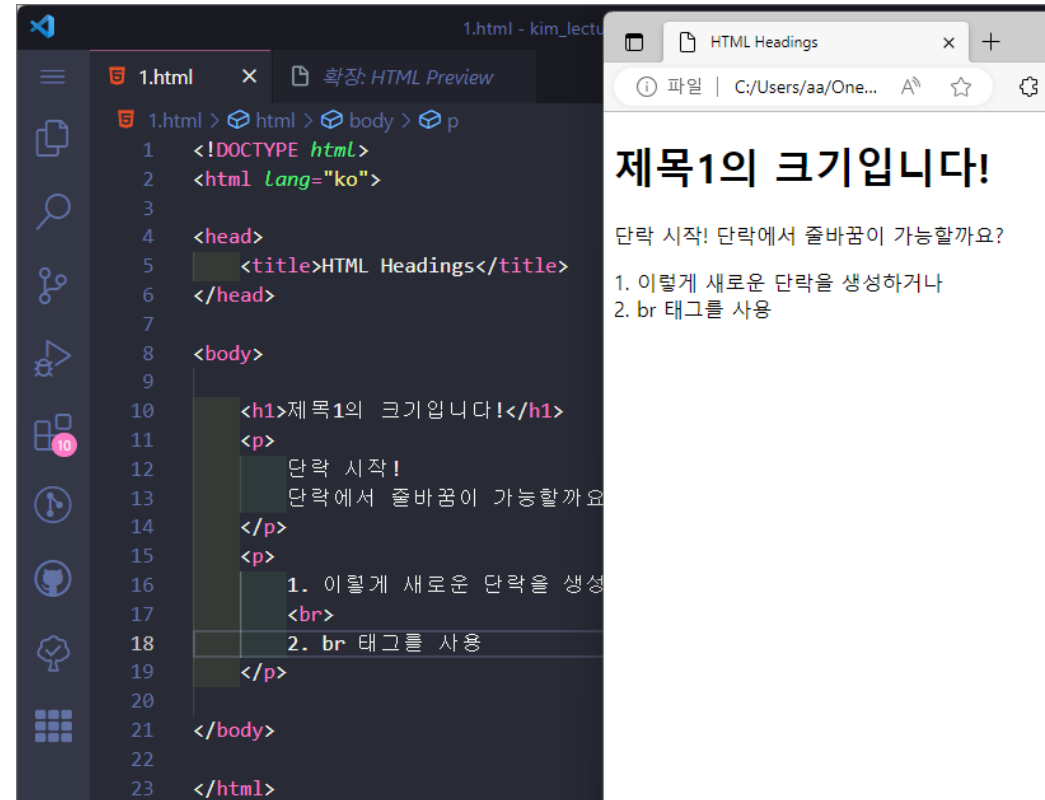 1.html - kim_lectu
1.html
확장: HTML Preview
1.html > html > body > p
1 <!DOCTYPE html>
2 <html lang="ko">
3
4 <head>
5 <title>HTML Headings</title>
6 </head>
7
8 <body>
9
10 <h1>제목1의 크기입니다!</h1>
11 <p>
12 단락 시작!
13 단락에서 줄바꿈이 가능할까요
14 </p>
15 <p>
16 1. 이렇게 새로운 단락을 생성
17 <br>
18 2. br 태그를 사용
19 </p>
20
21 </body>
22
23 </html>
10
HTML Headings
파일 | C:/Users/aa/One...
제목1의 크기입니다!
단락 시작! 단락에서 줄바꿈이 가능할까요?
1. 이렇게 새로운 단락을 생성하거나
2. br 태그를 사용